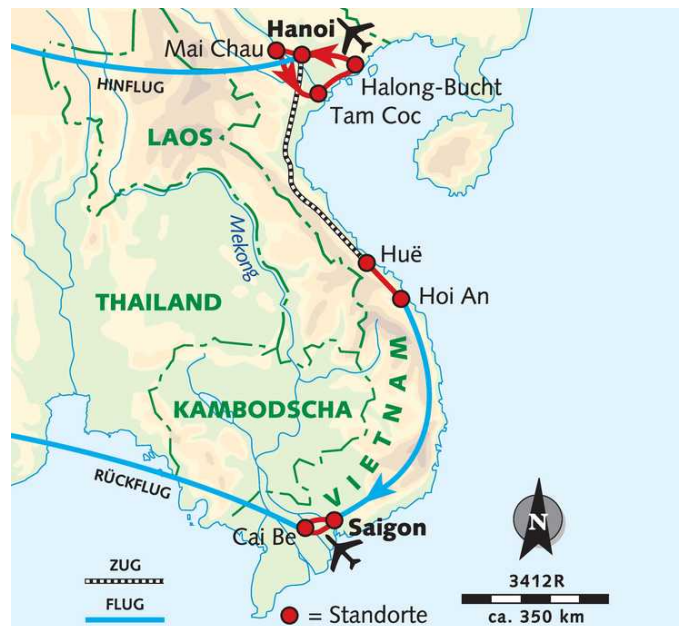 Hanoi
Mai Chau
HINFLUG
Halong-Bucht
Tam Coc
LAOS
Mekong
Huë
THAILAND
Hoi An
VIETNAM
KAMBODSCHA
RÜCKFLUG
Cai Be
Saigon
N
ZUG
3412R
FLUG
= Standorte
ca. 350 km